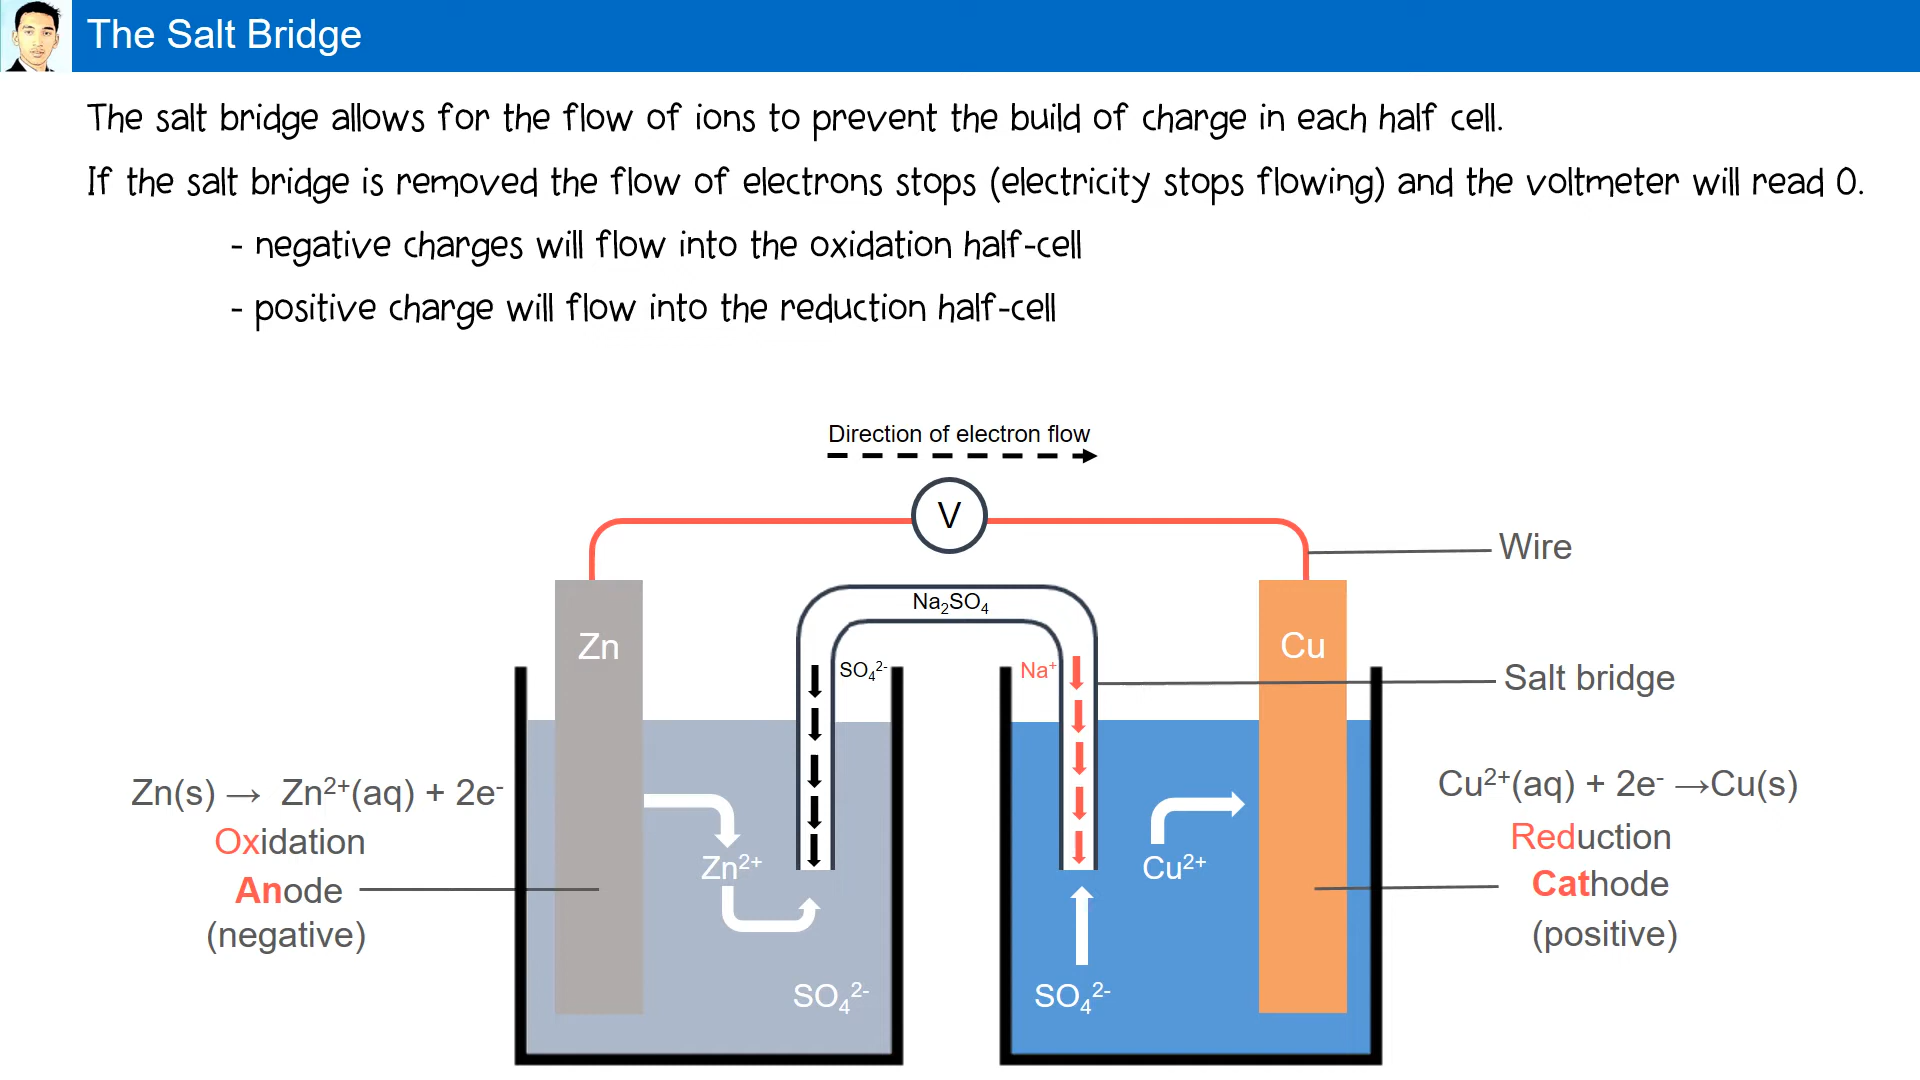 The Salt Bridge
The salt bridge allows for the flow of ions to prevent the build of charge in each half cell.
If the salt bridge is removed the flow of electrons stops (electricity stops flowing) and the voltmeter will read 0.
- negative charges will flow into the oxidation half-cell
- positive charge will flow into the reduction half-cell
Direction of electron flow
V
Wire
Na₂SO₄
Zn
Cu
SO₄²⁻
Na⁺
Salt bridge
Zn(s) → Zn²⁺(aq) + 2e⁻
Oxidation
Anode
(negative)
Zn²⁺
Cu²⁺
Cu²⁺(aq) + 2e⁻ →Cu(s)
Reduction
Cathode
(positive)
SO₄²⁻
SO₄²⁻